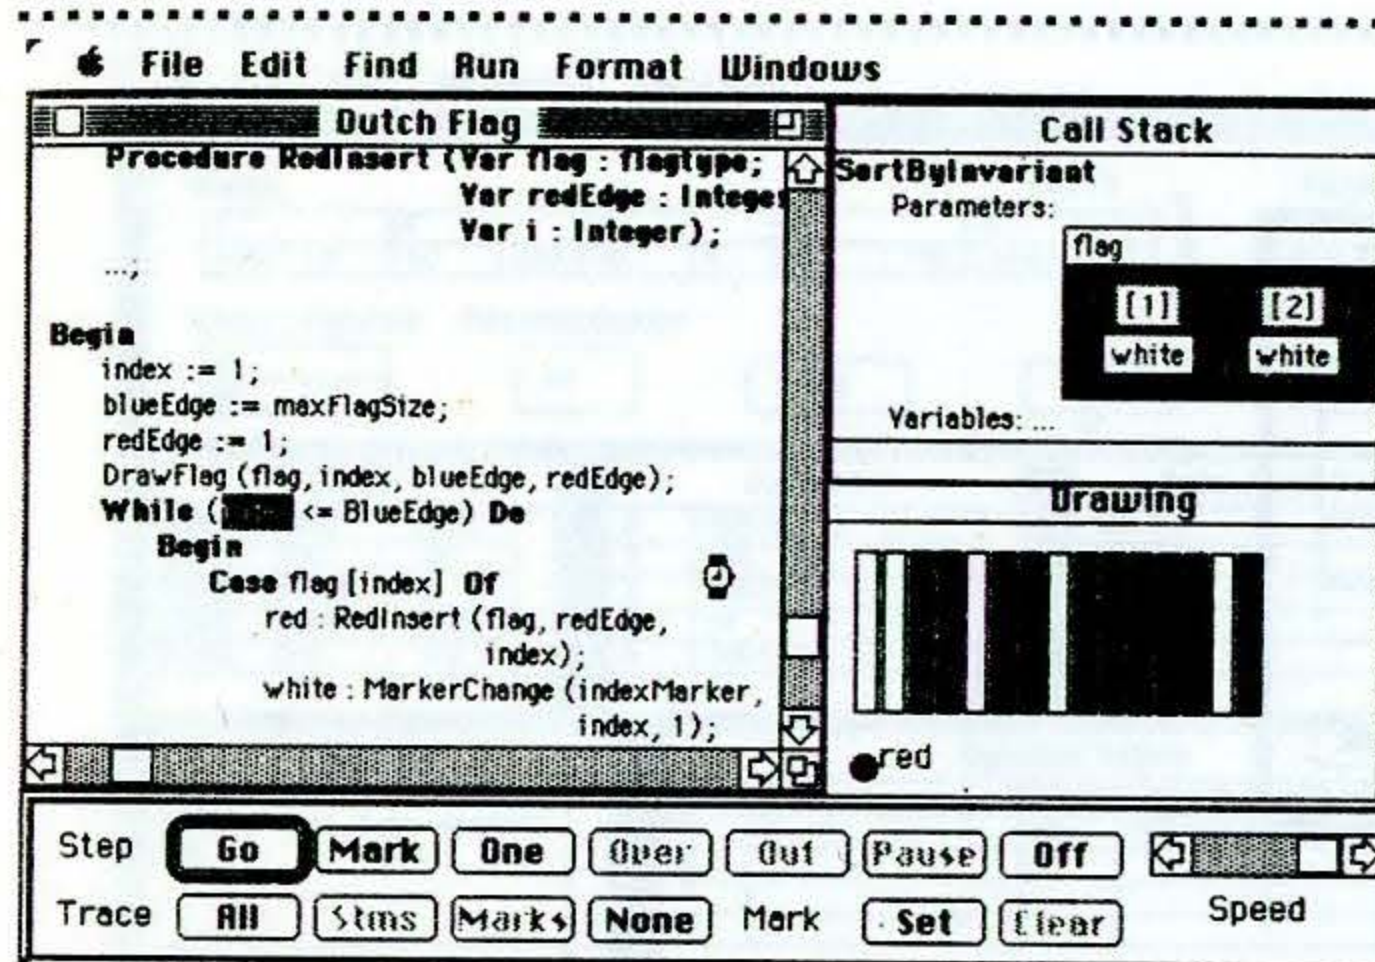 File Edit Find Run Format Windows
Dutch Flag
Procedure RedInsert (Var flag : flagtype;
Var redEdge : Integer
Var i : Integer);
...;
Begin
index := 1;
blueEdge := maxFlagSize;
redEdge := 1;
DrawFlag (flag, index, blueEdge, redEdge);
While ( <= BlueEdge) Do
Begin
Case flag [index] Of
red : RedInsert (flag, redEdge,
index);
white : MarkerChange (indexMarker,
index, 1);
Call Stack
SortByInvariant
Parameters:
flag
[1] [2]
white white
Variables: ...
Drawing
red
Step Go Mark One Over Out Pause Off
Trace All Stms Marks None Mark Set Clear
Speed